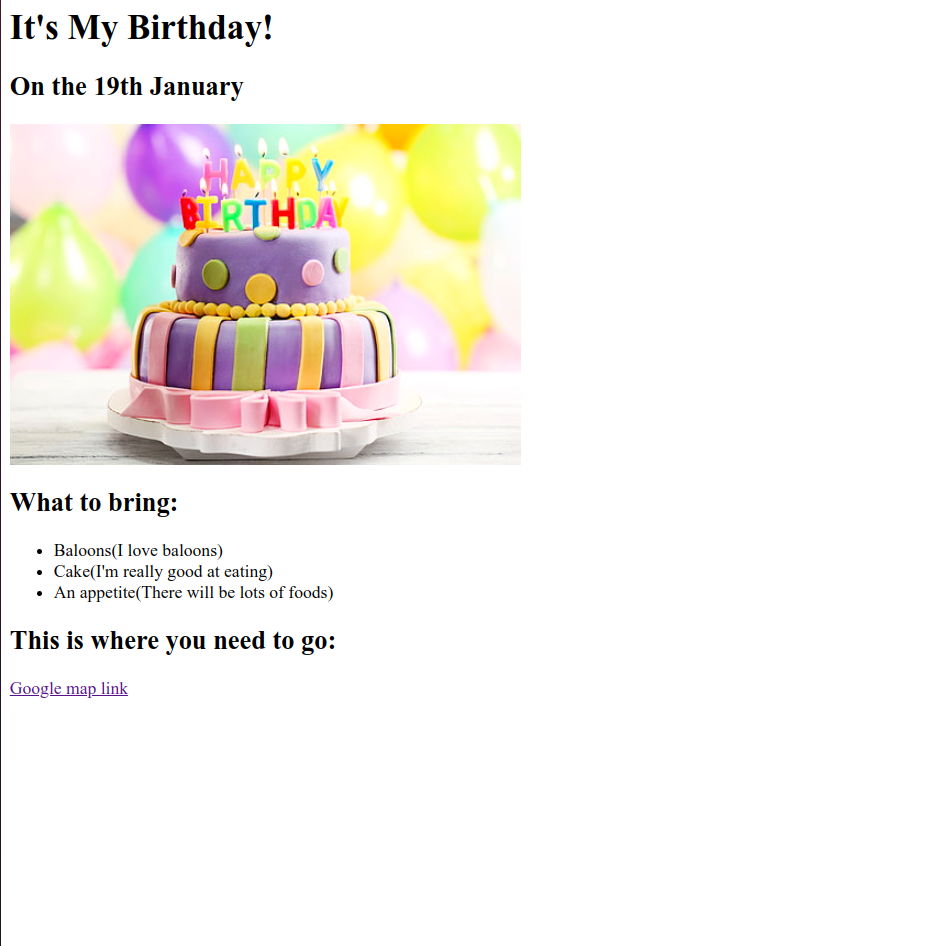 It's My Birthday!
On the 19th January
HAPPY
BIRTHDAY
What to bring:
Baloons(I love baloons)
Cake(I'm really good at eating)
An appetite(There will be lots of foods)
This is where you need to go:
Google map link